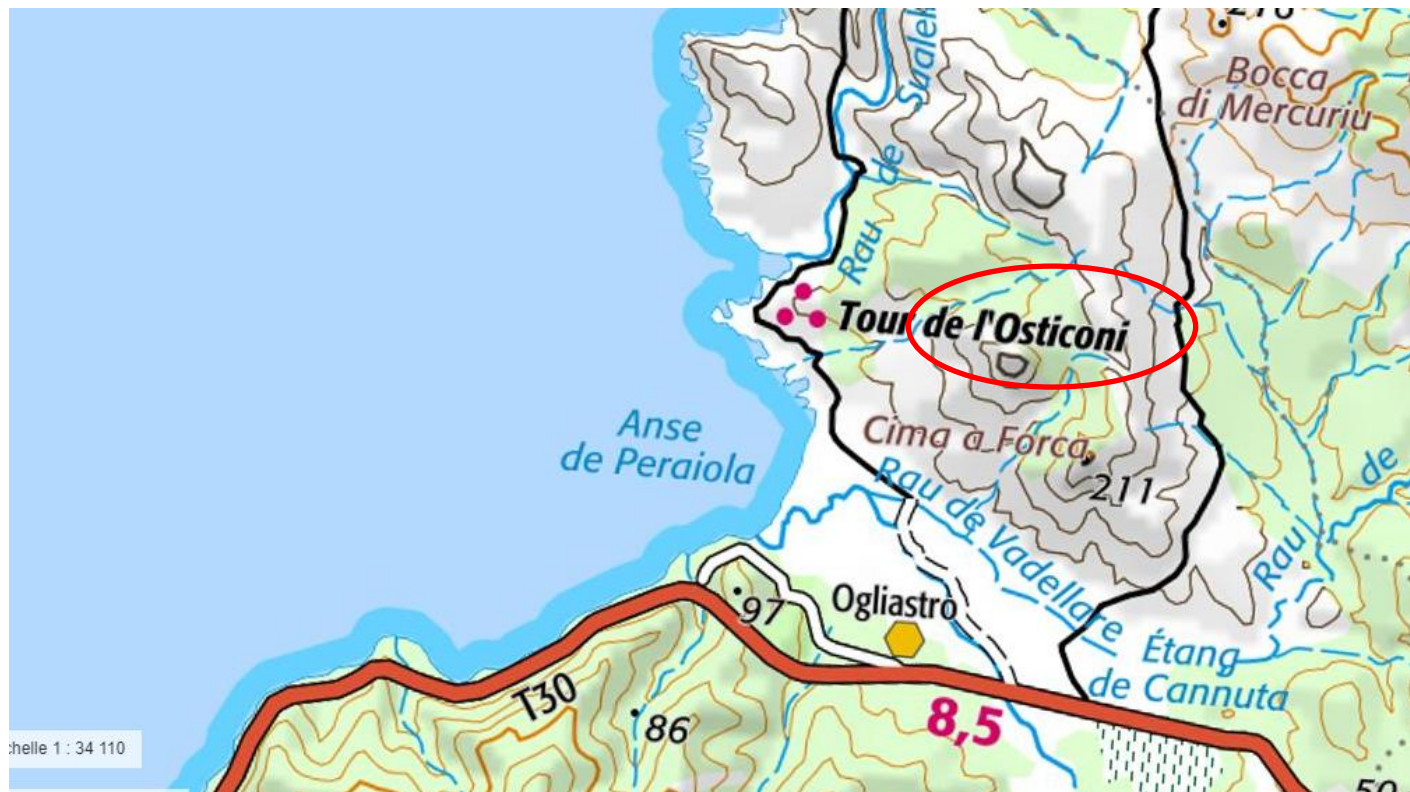 Rau de Sualel
Bocca
di Mercuriu
Tour de l'Osticoni
Cima a Forca
211
Anse
de Peraiola
Rau de Vadellare
Rau de
Ogliastro
97
Étang
de Cannuta
T30
86
8,5
50
chelle 1 : 34 110